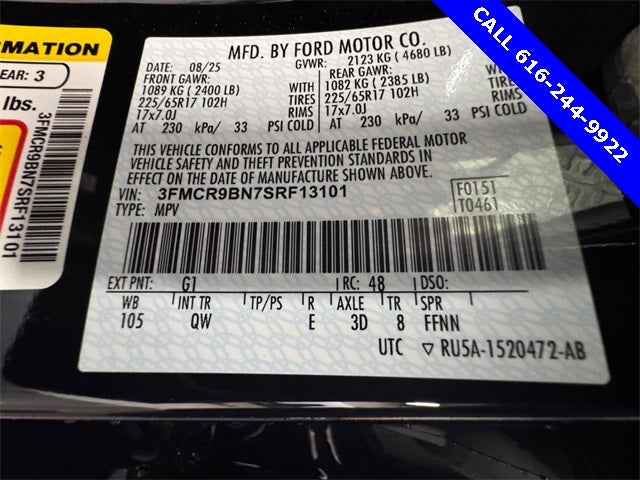 CALL 616-244-9922
ORMATION
EAR: 3
lbs.
3FMCR9BN7SRF13101
MFD. BY FORD MOTOR CO.
DATE: 08/25 GVWR: 2123 KG ( 4680 LB)
FRONT GAWR: REAR GAWR:
1089 KG ( 2400 LB) WITH 1082 KG ( 2385 LB) WITH
225/65R17 102H TIRES 225/65R17 102H TIRES
17x7.0J RIMS 17x7.0J RIMS
AT 230 kPa/ 33 PSI COLD AT 230 kPa/ 33 PSI COLD
THIS VEHICLE CONFORMS TO ALL APPLICABLE FEDERAL MOTOR
VEHICLE SAFETY AND THEFT PREVENTION STANDARDS IN
EFFECT ON THE DATE OF MANUFACTURE SHOWN ABOVE.
VIN: 3FMCR9BN7SRF13101 F0151
TYPE: MPV T0461
EXT PNT: G1 RC: 48 DSO:
WB INT TR TP/PS R AXLE TR SPR
105 QW E 3D 8 FFNN
UTC ▽ RU5A-1520472-AB